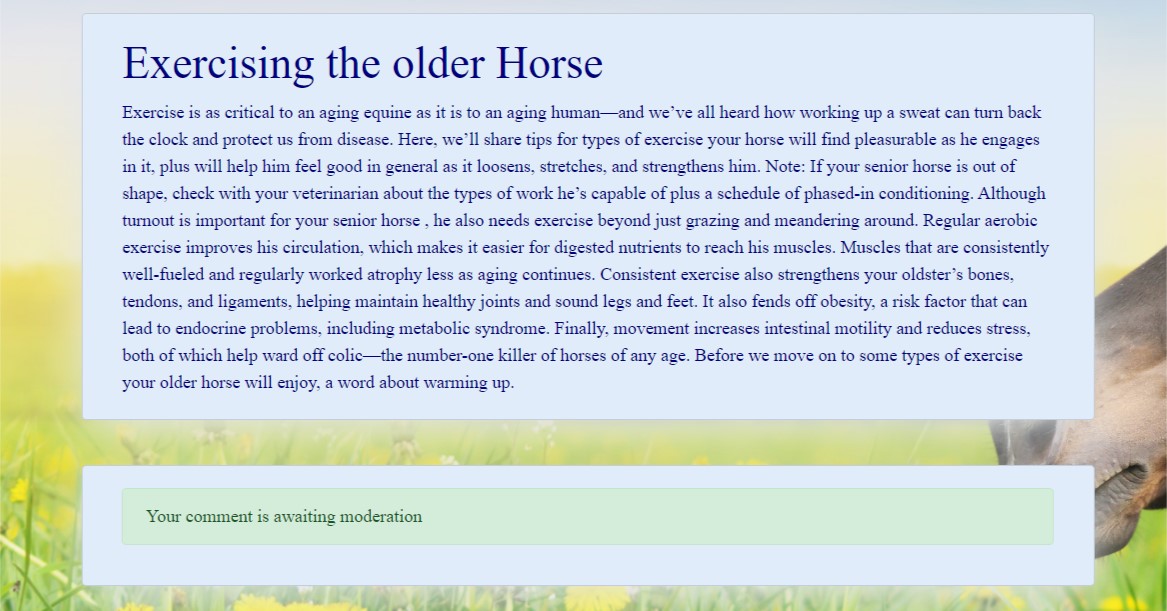 Exercising the older Horse
Exercise is as critical to an aging equine as it is to an aging human—and we’ve all heard how working up a sweat can turn back
the clock and protect us from disease. Here, we’ll share tips for types of exercise your horse will find pleasurable as he engages
in it, plus will help him feel good in general as it loosens, stretches, and strengthens him. Note: If your senior horse is out of
shape, check with your veterinarian about the types of work he’s capable of plus a schedule of phased-in conditioning. Although
turnout is important for your senior horse , he also needs exercise beyond just grazing and meandering around. Regular aerobic
exercise improves his circulation, which makes it easier for digested nutrients to reach his muscles. Muscles that are consistently
well-fueled and regularly worked atrophy less as aging continues. Consistent exercise also strengthens your oldster’s bones,
tendons, and ligaments, helping maintain healthy joints and sound legs and feet. It also fends off obesity, a risk factor that can
lead to endocrine problems, including metabolic syndrome. Finally, movement increases intestinal motility and reduces stress,
both of which help ward off colic—the number-one killer of horses of any age. Before we move on to some types of exercise
your older horse will enjoy, a word about warming up.
Your comment is awaiting moderation